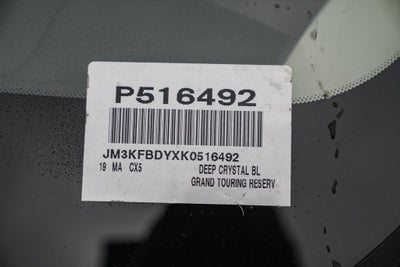 P516492
JM3KFBDYXK0516492
19 MA CX5 DEEP CRYSTAL BL
GRAND TOURING RESERV